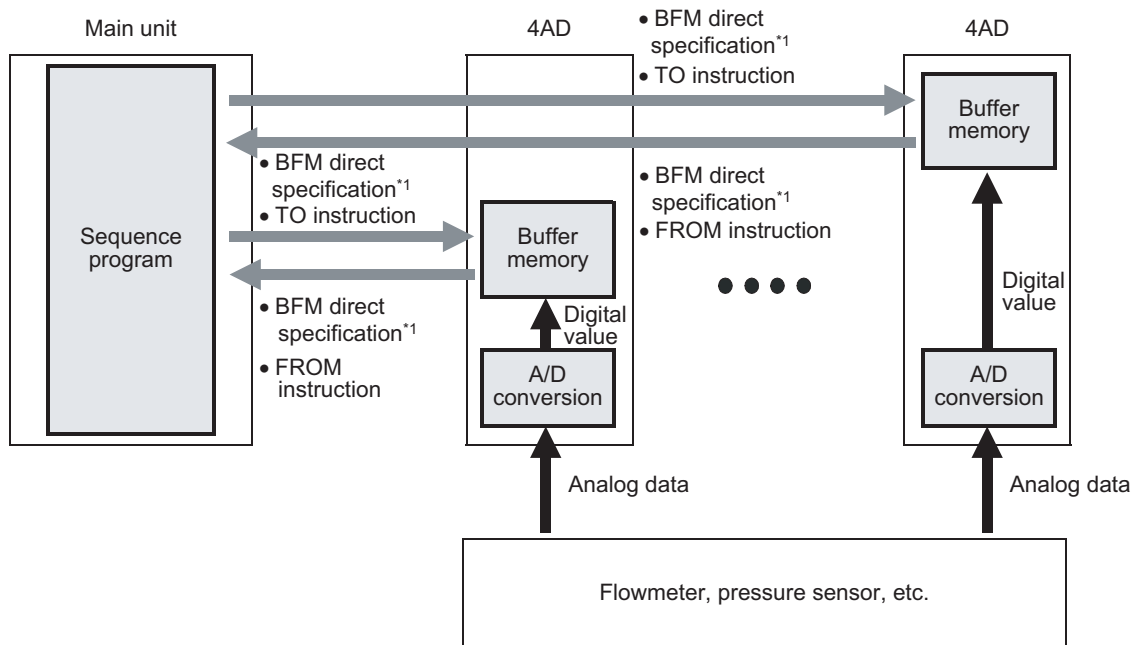 Main unit
4AD
• BFM direct
specification*1
• TO instruction
4AD
Buffer
memory
• BFM direct
specification*1
• TO instruction
• BFM direct
specification*1
• FROM instruction
Sequence
program
Buffer
memory
• BFM direct
specification*1
• FROM
instruction
Digital
value
Digital
value
A/D
conversion
A/D
conversion
Analog data
Analog data
Flowmeter, pressure sensor, etc.